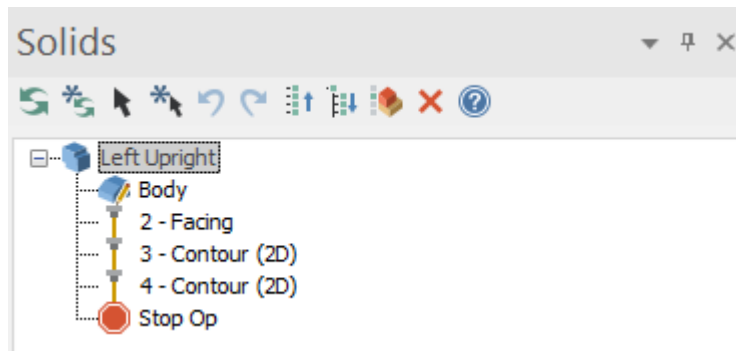 Solids
Left Upright
Body
2 - Facing
3 - Contour (2D)
4 - Contour (2D)
Stop Op